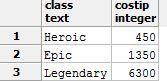 class costip
text integer
1 Heroic 450
2 Epic 1350
3 Legendary 6300